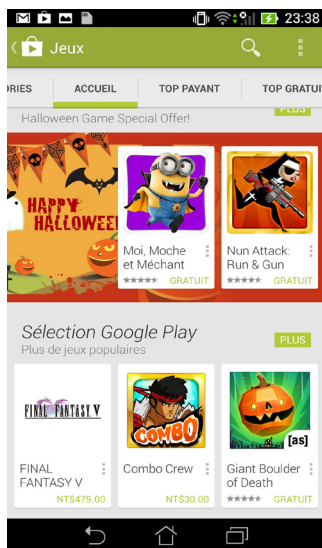 23:38
Jeux
ORIES
ACCUEIL
TOP PAYANT
TOP GRATUI
Halloween Game Special Offer!
PLUS
HAPPY
HALLOWEE
Moi, Moche
et Méchant
GRATUIT
Nun Attack:
Run & Gun
GRATUIT
Sélection Google Play
Plus de jeux populaires
PLUS
FINAL FANTASY V
COMBO
[as]
FINAL
FANTASY V
NT$479.00
Combo Crew
NT$30.00
Giant Boulder
of Death
GRATUIT